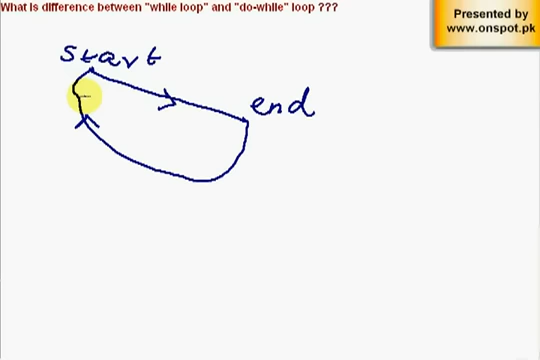 What is difference between "while loop" and "do-while" loop ???
Presented by
www.onspot.pk
start
end